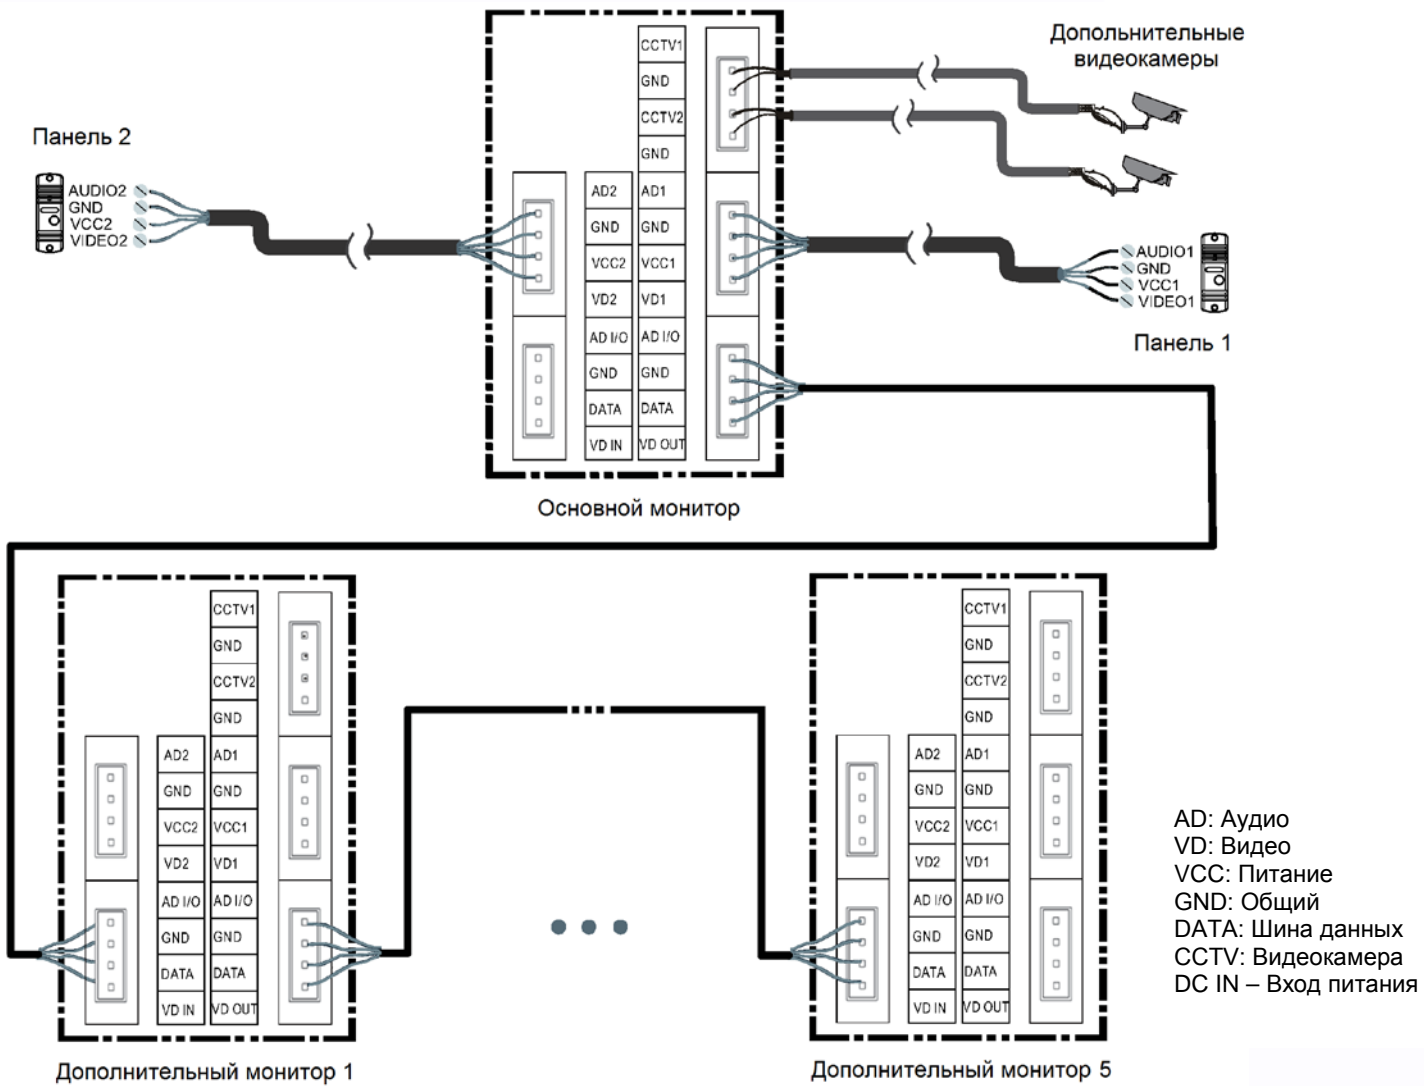 Допольнительные
видеокамеры
Панель 2
AUDIO2
GND
VCC2
VIDEO2
CCTV1
GND
CCTV2
GND
AD2 AD1
GND GND
VCC2 VCC1
VD2 VD1
AD I/O AD I/O
GND GND
DATA DATA
VD IN VD OUT
AUDIO1
GND
VCC1
VIDEO1
Панель 1
Основной монитор
CCTV1
GND
CCTV2
GND
AD2 AD1
GND GND
VCC2 VCC1
VD2 VD1
AD I/O AD I/O
GND GND
DATA DATA
VD IN VD OUT
Дополнительный монитор 1
CCTV1
GND
CCTV2
GND
AD2 AD1
GND GND
VCC2 VCC1
VD2 VD1
AD I/O AD I/O
GND GND
DATA DATA
VD IN VD OUT
Дополнительный монитор 5
AD: Аудио
VD: Видео
VCC: Питание
GND: Общий
DATA: Шина данных
CCTV: Видеокамера
DC IN – Вход питания